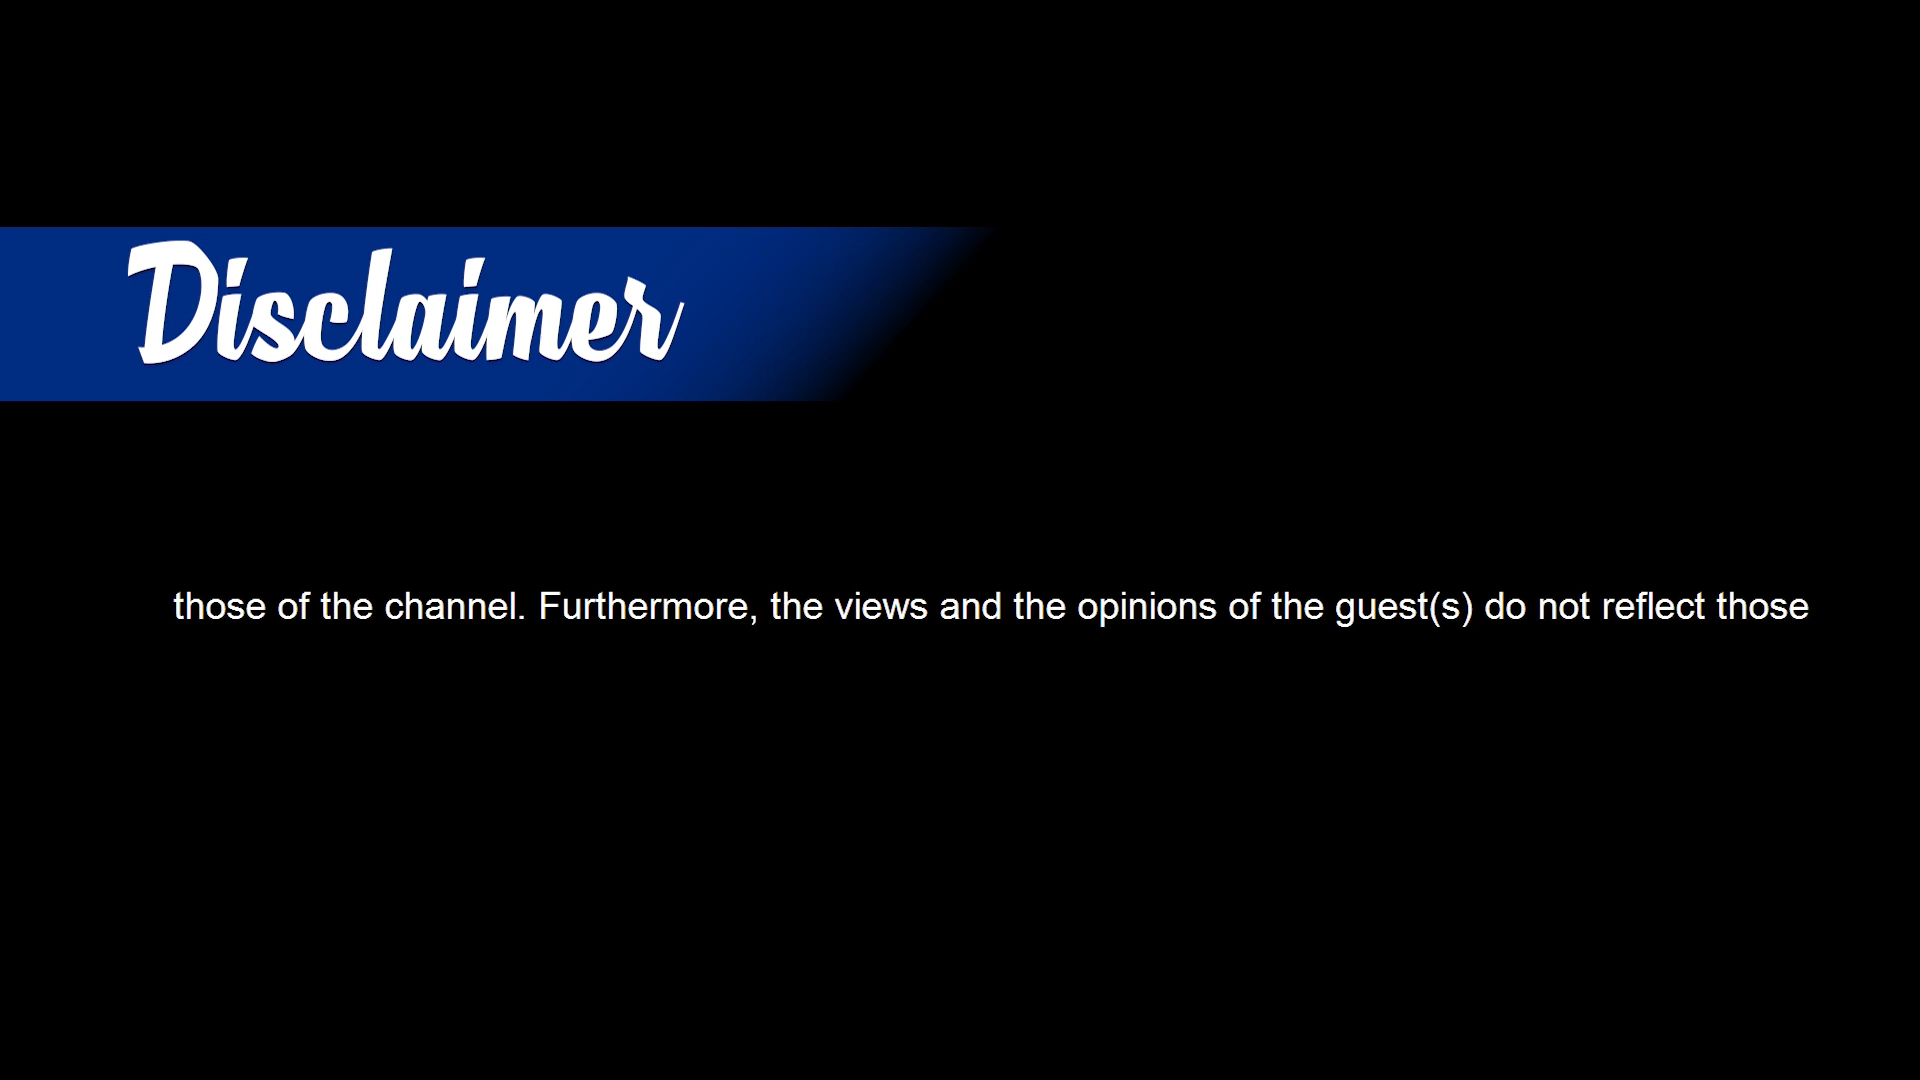 Disclaimer
those of the channel. Furthermore, the views and the opinions of the guest(s) do not reflect those